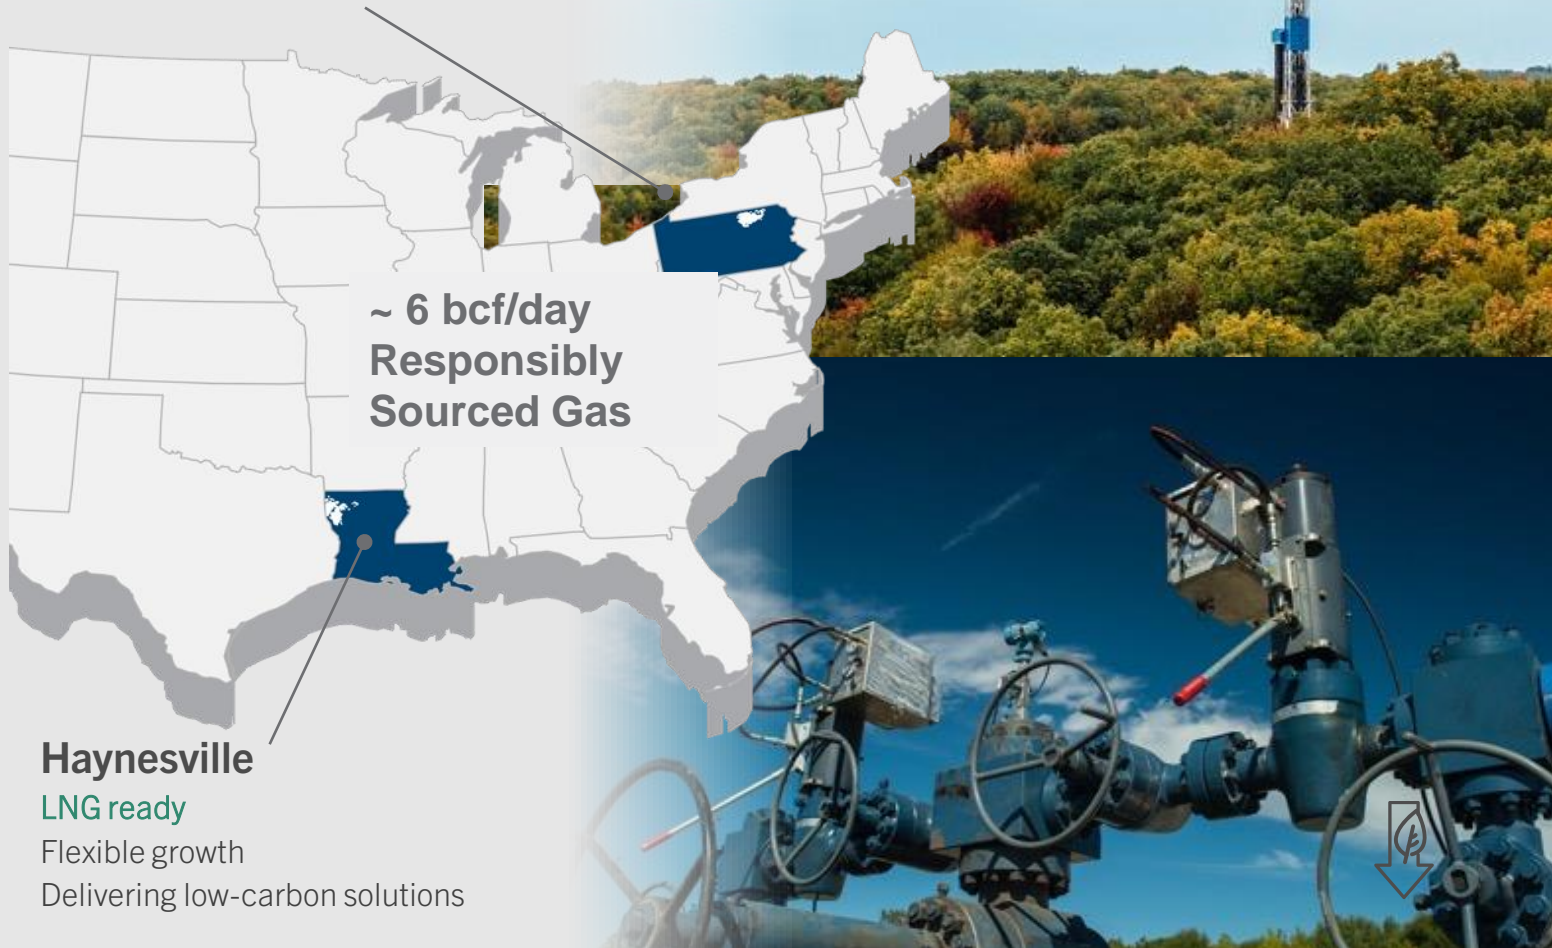 ~ 6 bcf/day
Responsibly
Sourced Gas
Haynesville
LNG ready
Flexible growth
Delivering low-carbon solutions